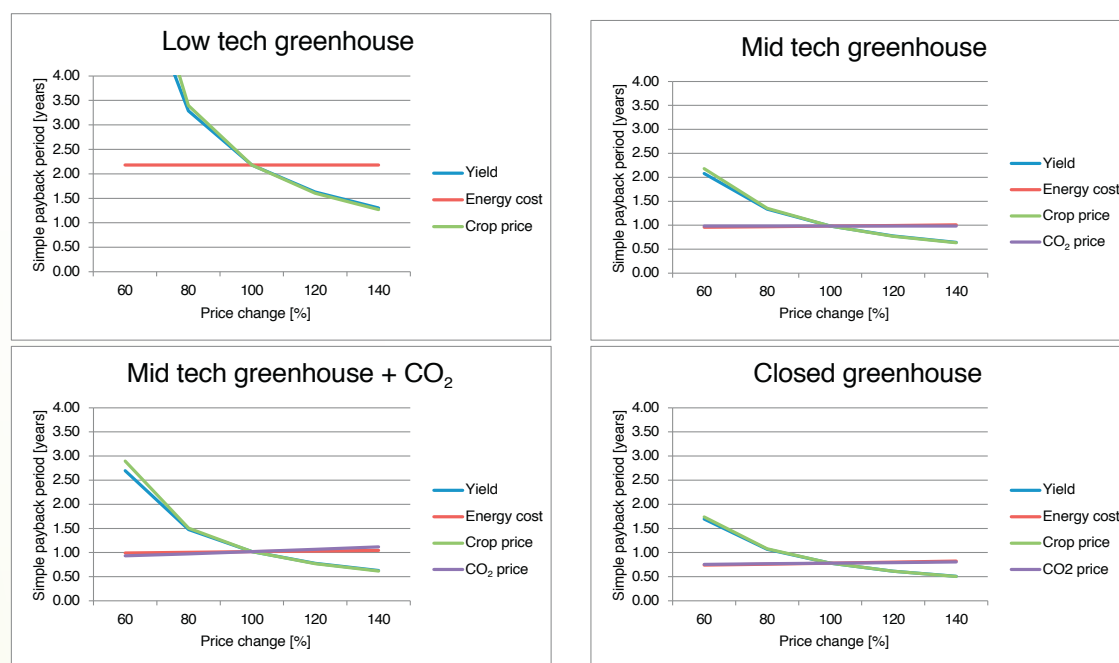 Low tech greenhouse
Simple payback period [years]
4.00
3.50
3.00
2.50
2.00
1.50
1.00
0.50
0.00
60 80 100 120 140
Price change [%]
Yield
Energy cost
Crop price
Mid tech greenhouse
Simple payback period [years]
4.00
3.50
3.00
2.50
2.00
1.50
1.00
0.50
0.00
60 80 100 120 140
Price change [%]
Yield
Energy cost
Crop price
CO₂ price
Mid tech greenhouse + CO₂
Simple payback period [years]
4.00
3.50
3.00
2.50
2.00
1.50
1.00
0.50
0.00
60 80 100 120 140
Price change [%]
Yield
Energy cost
Crop price
CO₂ price
Closed greenhouse
Simple payback period [years]
4.00
3.50
3.00
2.50
2.00
1.50
1.00
0.50
0.00
60 80 100 120 140
Price change [%]
Yield
Energy cost
Crop price
CO2 price